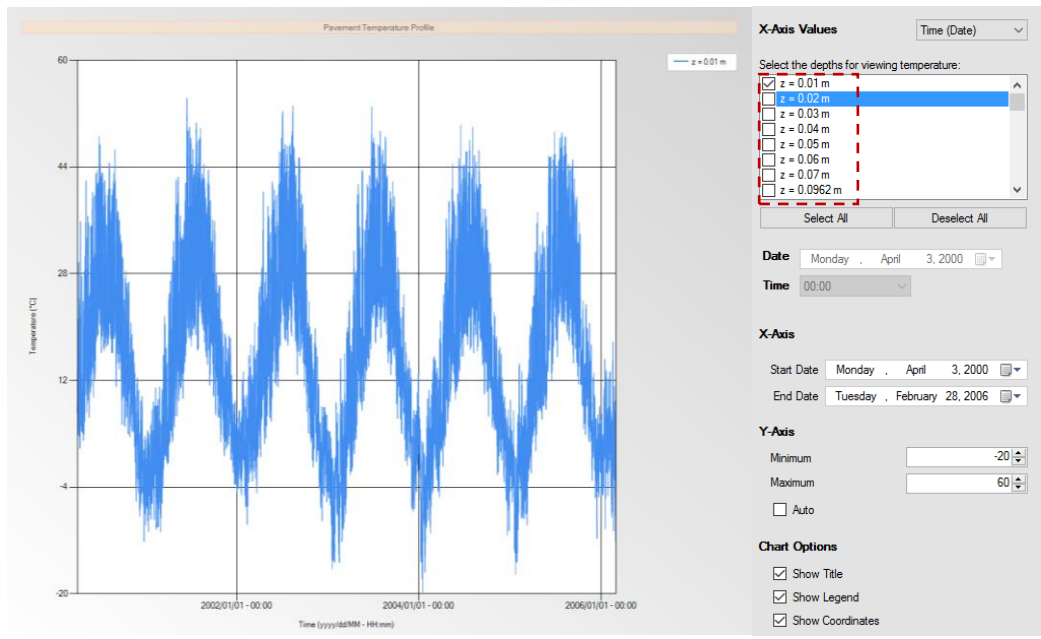 Pavement Temperature Profile
z = 0.01 m
60
44
28
12
-4
-20
Temperature (°C)
2002/01/01 - 00:00
2004/01/01 - 00:00
2006/01/01 - 00:00
Time (yyyy/dd/MM - HH:mm)
X-Axis Values
Time (Date)
Select the depths for viewing temperature:
z = 0.01 m
z = 0.02 m
z = 0.03 m
z = 0.04 m
z = 0.05 m
z = 0.06 m
z = 0.07 m
z = 0.0962 m
Select All
Deselect All
Date Monday , April 3, 2000
Time 00:00
X-Axis
Start Date Monday , April 3, 2000
End Date Tuesday , February 28, 2006
Y-Axis
Minimum -20
Maximum 60
Auto
Chart Options
Show Title
Show Legend
Show Coordinates